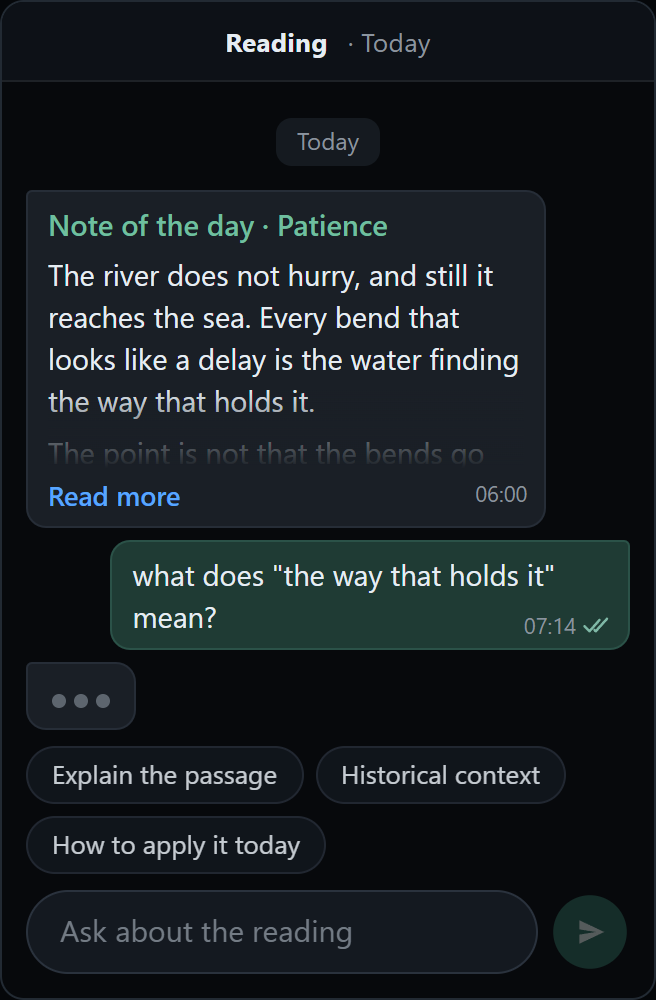 Reading · Today
Today
Note of the day · Patience
The river does not hurry, and still it
reaches the sea. Every bend that
looks like a delay is the water finding
the way that holds it.
The point is not that the bends go
Read more 06:00
what does "the way that holds it"
mean? 07:14
Explain the passage Historical context
How to apply it today
Ask about the reading